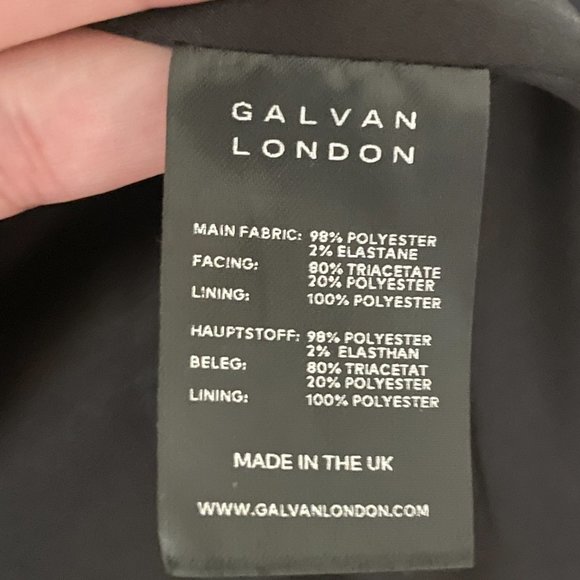 GALVAN
LONDON
MAIN FABRIC: 98% POLYESTER
2% ELASTANE
FACING: 80% TRIACETATE
20% POLYESTER
LINING: 100% POLYESTER
HAUPTSTOFF: 98% POLYESTER
2% ELASTHAN
BELEG: 80% TRIACETAT
20% POLYESTER
LINING: 100% POLYESTER
MADE IN THE UK
WWW.GALVANLONDON.COM